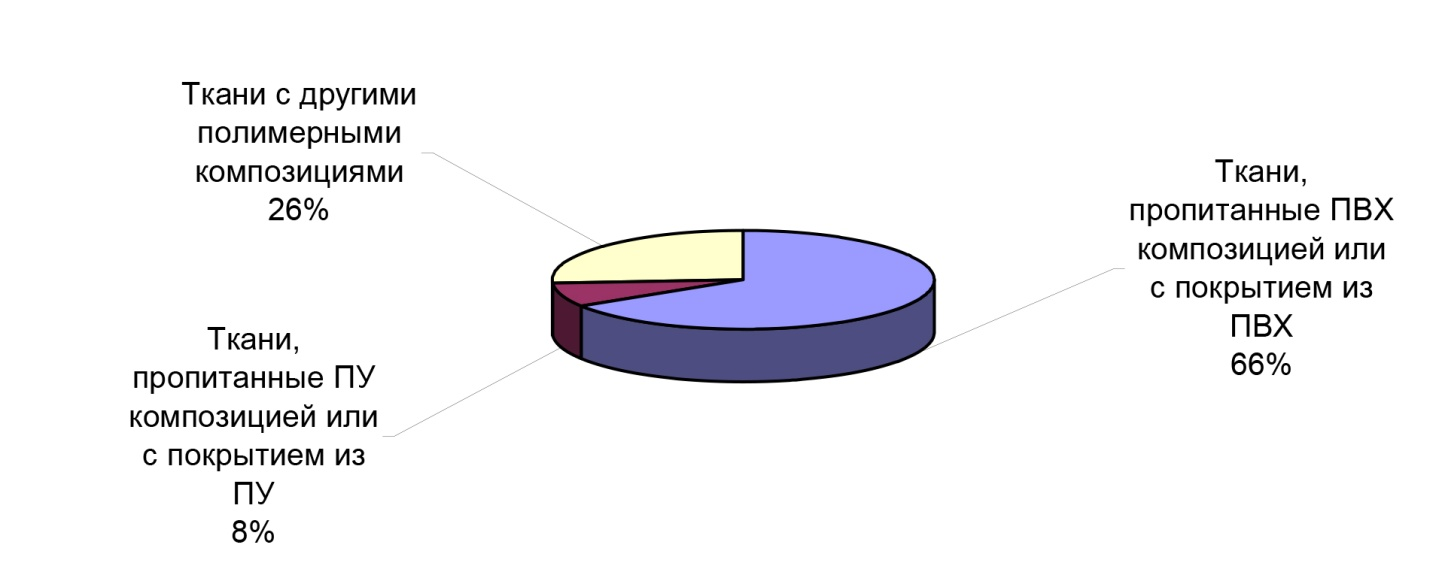 Ткани с другими
полимерными
композициями
26%
Ткани,
пропитанные ПВХ
композицией или
с покрытием из
ПВХ
66%
Ткани,
пропитанные ПУ
композицией или
с покрытием из
ПУ
8%